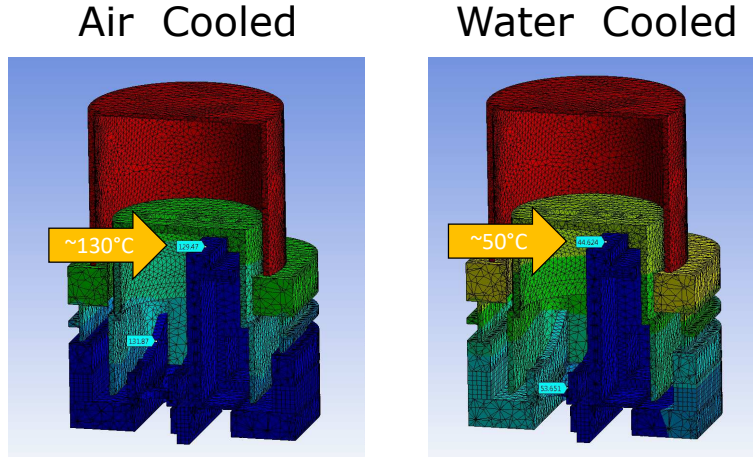 Air Cooled
Water Cooled
~130°C
129.47
131.87
~50°C
44.624
53.651